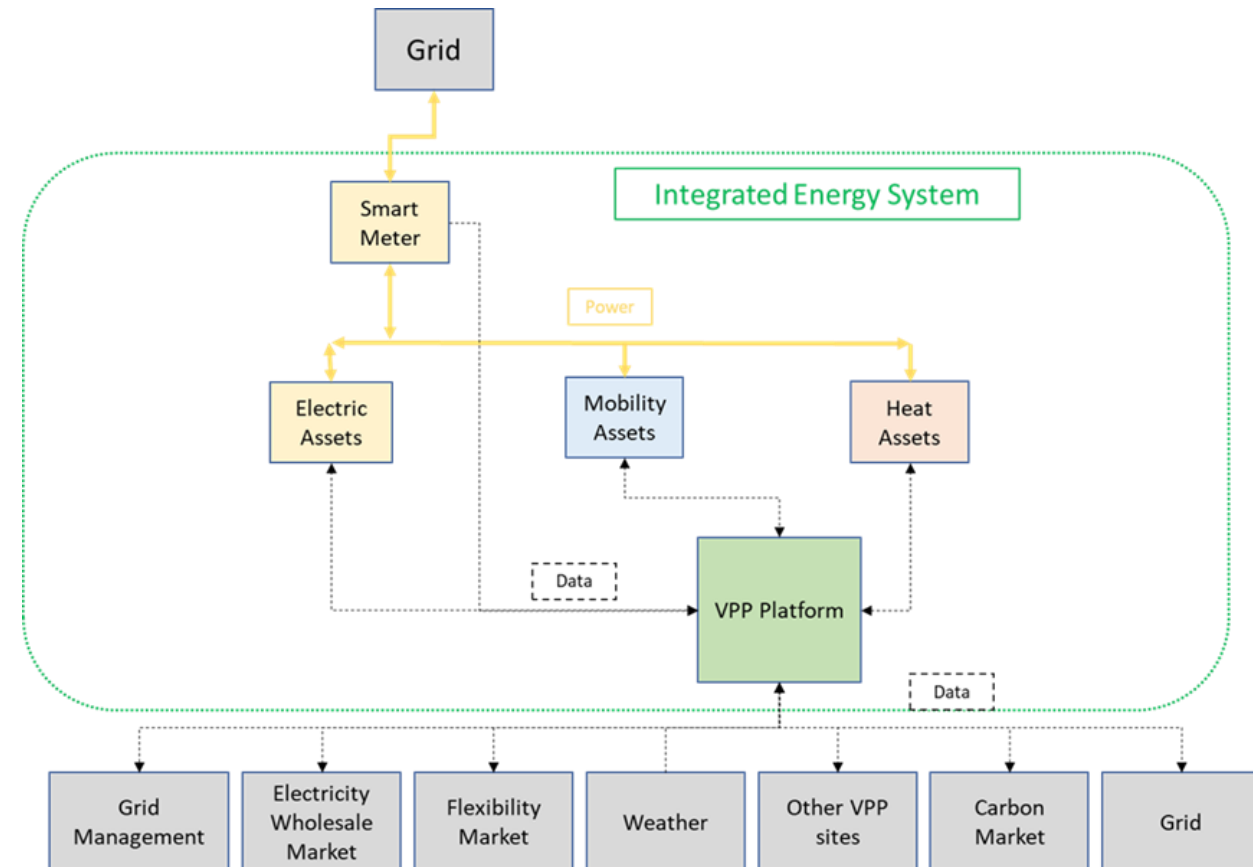 Grid
Integrated Energy System
Smart
Meter
Power
Electric
Assets
Mobility
Assets
Heat
Assets
Data
VPP Platform
Data
Grid
Management
Electricity
Wholesale
Market
Flexibility
Market
Weather
Other VPP
sites
Carbon
Market
Grid